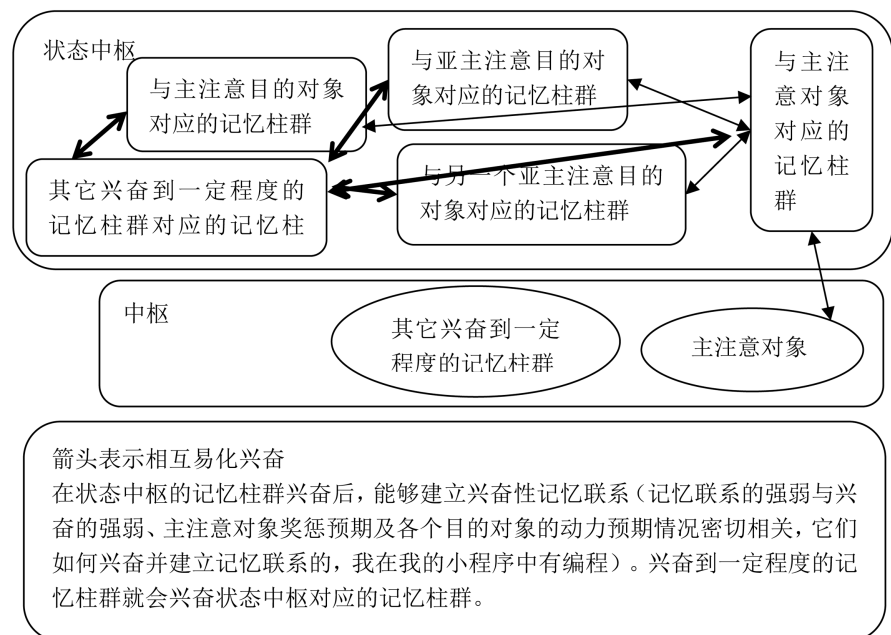 状态中枢
与主注意目的对象
对应的记忆柱群
与亚主注意目的对
象对应的记忆柱群
与主注
意对象
对应的
记忆柱
群
其它兴奋到一定程度的
记忆柱群对应的记忆柱
与另一个亚主注意目的
对象对应的记忆柱群
中枢
其它兴奋到一定
程度的记忆柱群
主注意对象
箭头表示相互易化兴奋
在状态中枢的记忆柱群兴奋后，能够建立兴奋性记忆联系（记忆联系的强弱与兴
奋的强弱、主注意对象奖惩预期及各个目的对象的动力预期情况密切相关，它们
如何兴奋并建立记忆联系的，我在我的小程序中有编程）。兴奋到一定程度的记
忆柱群就会兴奋状态中枢对应的记忆柱群。